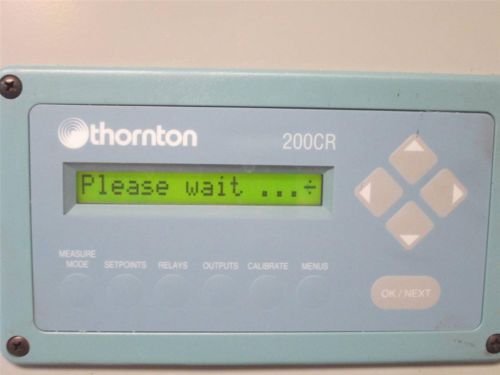 thornton
200CR
Please wait ...÷
MEASURE
MODE
SETPOINTS
RELAYS
OUTPUTS
CALIBRATE
MENUS
OK / NEXT